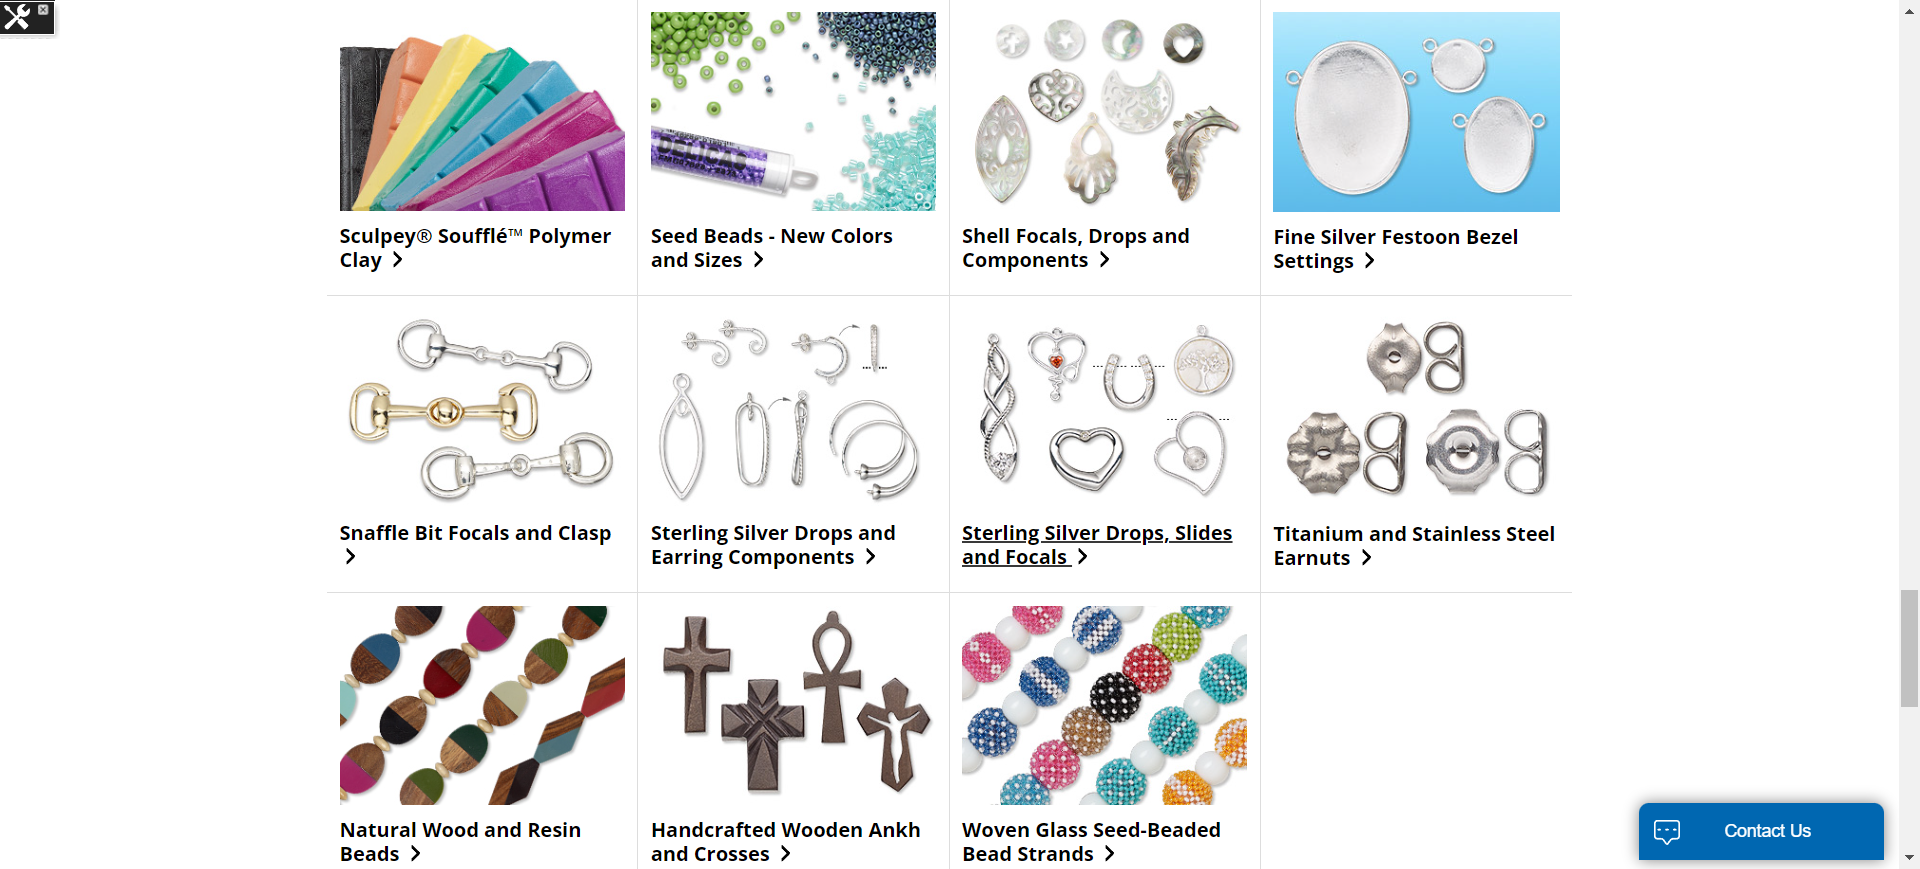 DELICAS
Sculpey® Soufflé™ Polymer
Clay
Seed Beads - New Colors
and Sizes
Shell Focals, Drops and
Components
Fine Silver Festoon Bezel
Settings
Snaffle Bit Focals and Clasp
Sterling Silver Drops and
Earring Components
Sterling Silver Drops, Slides
and Focals
Titanium and Stainless Steel
Earnuts
Natural Wood and Resin
Beads
Handcrafted Wooden Ankh
and Crosses
Woven Glass Seed-Beaded
Bead Strands
Contact Us